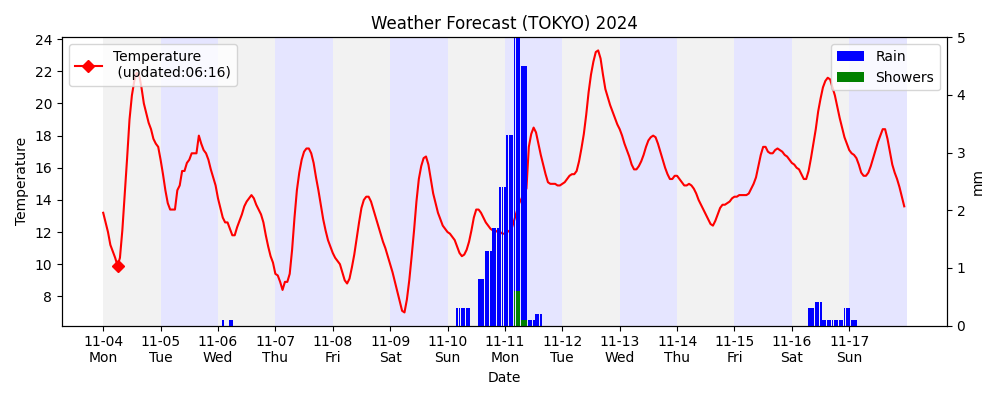 Weather Forecast (TOKYO) 2024
Temperature
(updated:06:16)
Rain
Showers
Temperature
24
22
20
18
16
14
12
10
8
5
4
3
2
1
0
mm
11-04 11-05 11-06 11-07 11-08 11-09 11-10 11-11 11-12 11-13 11-14 11-15 11-16 11-17
Mon Tue Wed Thu Fri Sat Sun Mon Tue Wed Thu Fri Sat Sun
Date